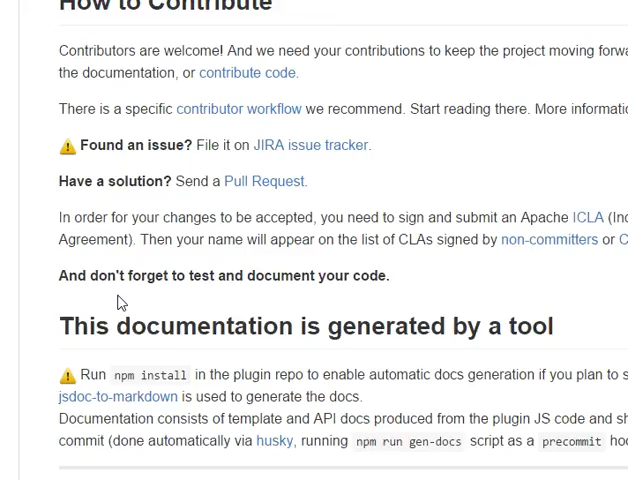 How to Contribute
Contributors are welcome! And we need your contributions to keep the project moving
the documentation, or contribute code.
There is a specific contributor workflow we recommend. Start reading there. More
Found an issue? File it on JIRA issue tracker.
Have a solution? Send a Pull Request.
In order for your changes to be accepted, you need to sign and submit an Apache ICLA
Agreement). Then your name will appear on the list of CLAs signed by non-committers or
And don't forget to test and document your code.
This documentation is generated by a tool
Run npm install in the plugin repo to enable automatic docs generation if you plan to
jsdoc-to-markdown is used to generate the docs.
Documentation consists of template and API docs produced from the plugin JS code and
commit (done automatically via husky, running npm run gen-docs script as a precommit